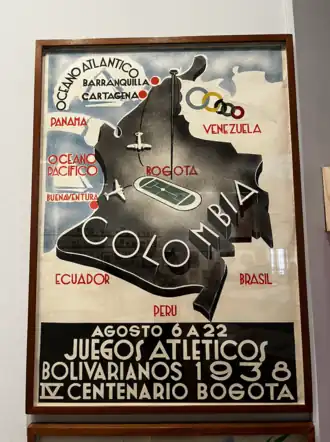 OCEANO ATLANTICO
BARRANQUILLA
CARTAGENA
PANAMA
VENEZUELA
OCEANO
PACIFICO
BOGOTA
BUENAVENTURA
COLOMBIA
ECUADOR
BRASIL
PERU
AGOSTO 6 A 22
JUEGOS ATLETICOS
BOLIVARIANOS 1938
IV CENTENARIO BOGOTA